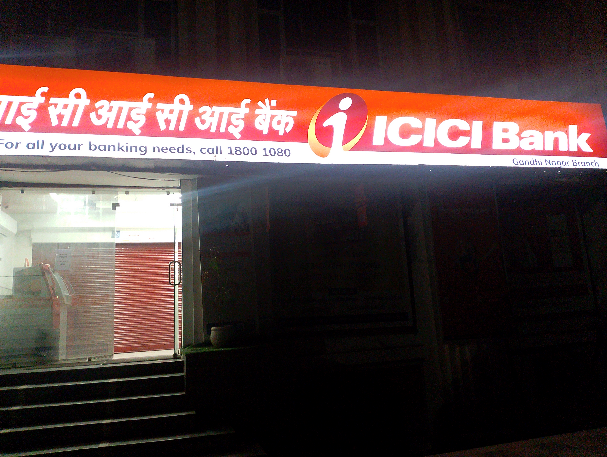 आई सी आई सी आई बैंक
i ICICI Bank
For all your banking needs, call 1800 1080
Gandhi Nagar Branch